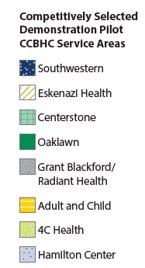 Competitively Selected
Demonstration Pilot
CCBHC Service Areas
Southwestern
Eskenazi Health
Centerstone
Oaklawn
Grant Blackford/
Radiant Health
Adult and Child
4C Health
Hamilton Center